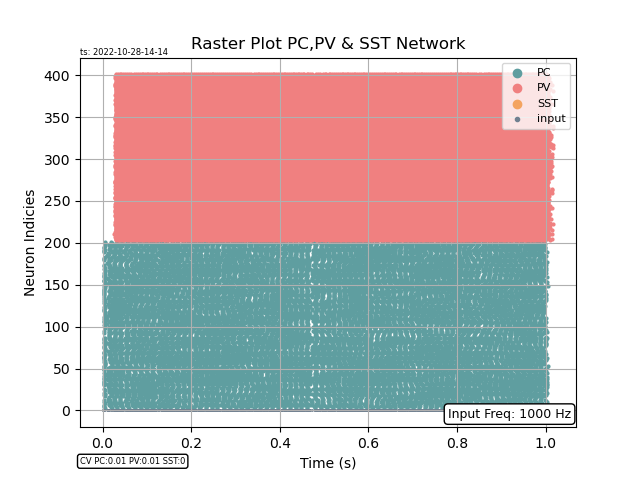 ts: 2022-10-28-14-14
Raster Plot PC,PV & SST Network
PC
PV
SST
input
Neuron Indicies
400
350
300
250
200
150
100
50
0
Input Freq: 1000 Hz
0.0 0.2 0.4 0.6 0.8 1.0
CV PC:0.01 PV:0.01 SST:0
Time (s)